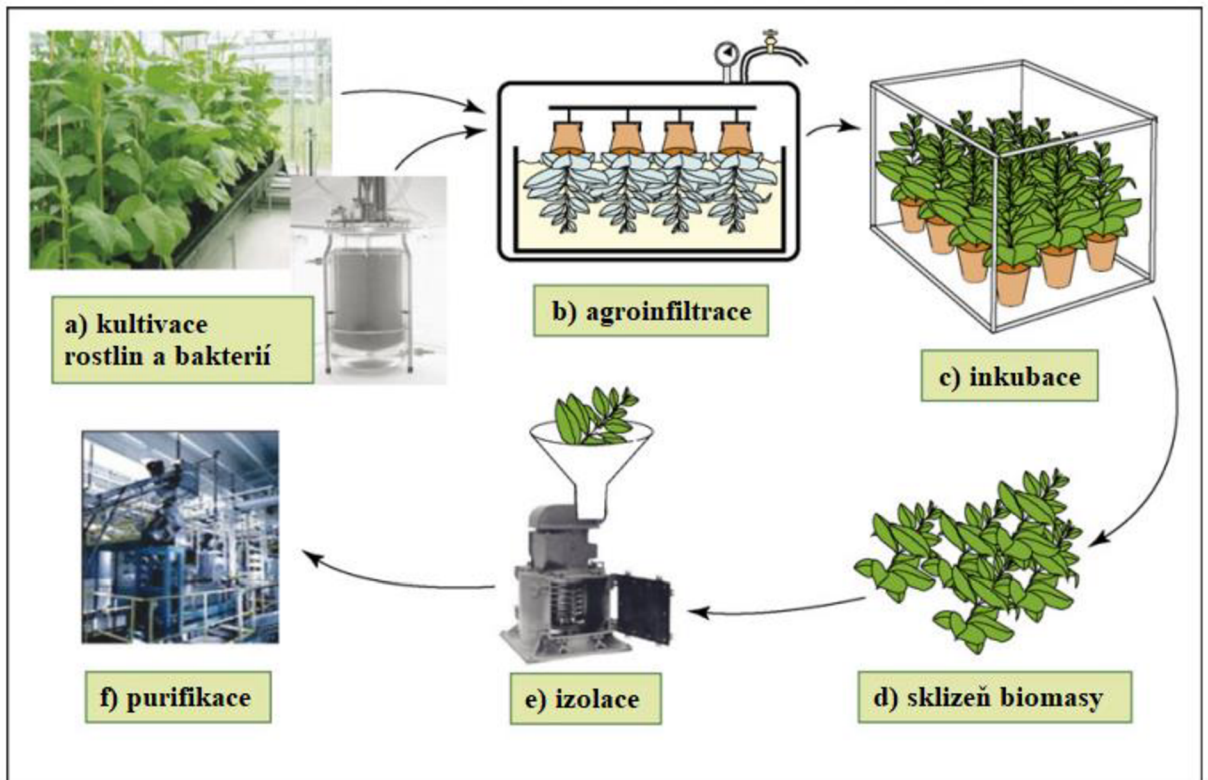 a) kultivace
rostlin a bakterií
b) agroinfiltrace
c) inkubace
d) sklizeň biomasy
e) izolace
f) purifikace